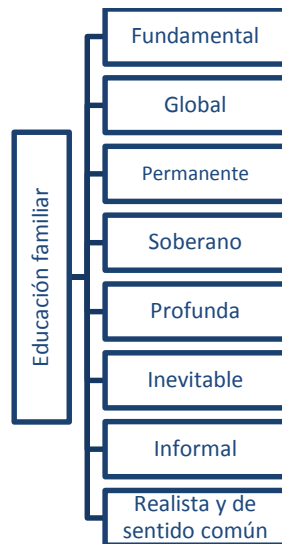 Educación familiar
Fundamental
Global
Permanente
Soberano
Profunda
Inevitable
Informal
Realista y de
sentido común